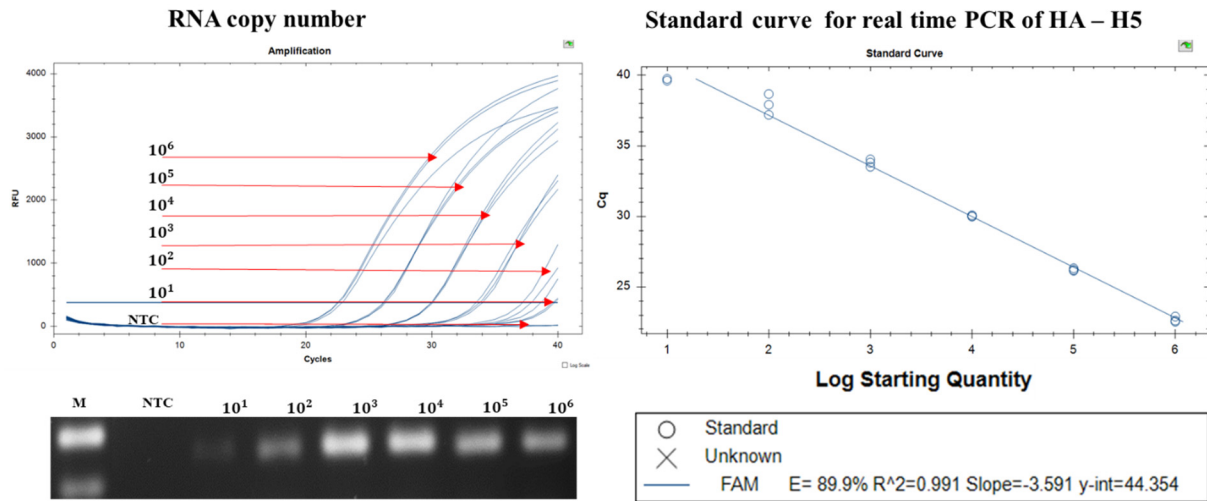 RNA copy number
Amplification
4000
3000
2000
1000
0
RFU
10⁶
10⁵
10⁴
10³
10²
10¹
NTC
0 10 20 30 40
Cycles
Log Scale
M NTC 10¹ 10² 10³ 10⁴ 10⁵ 10⁶
Standard curve for real time PCR of HA – H5
Standard Curve
40
35
30
25
Cq
1 2 3 4 5 6
Log Starting Quantity
Standard
Unknown
FAM E= 89.9% R^2=0.991 Slope=-3.591 y-int=44.354